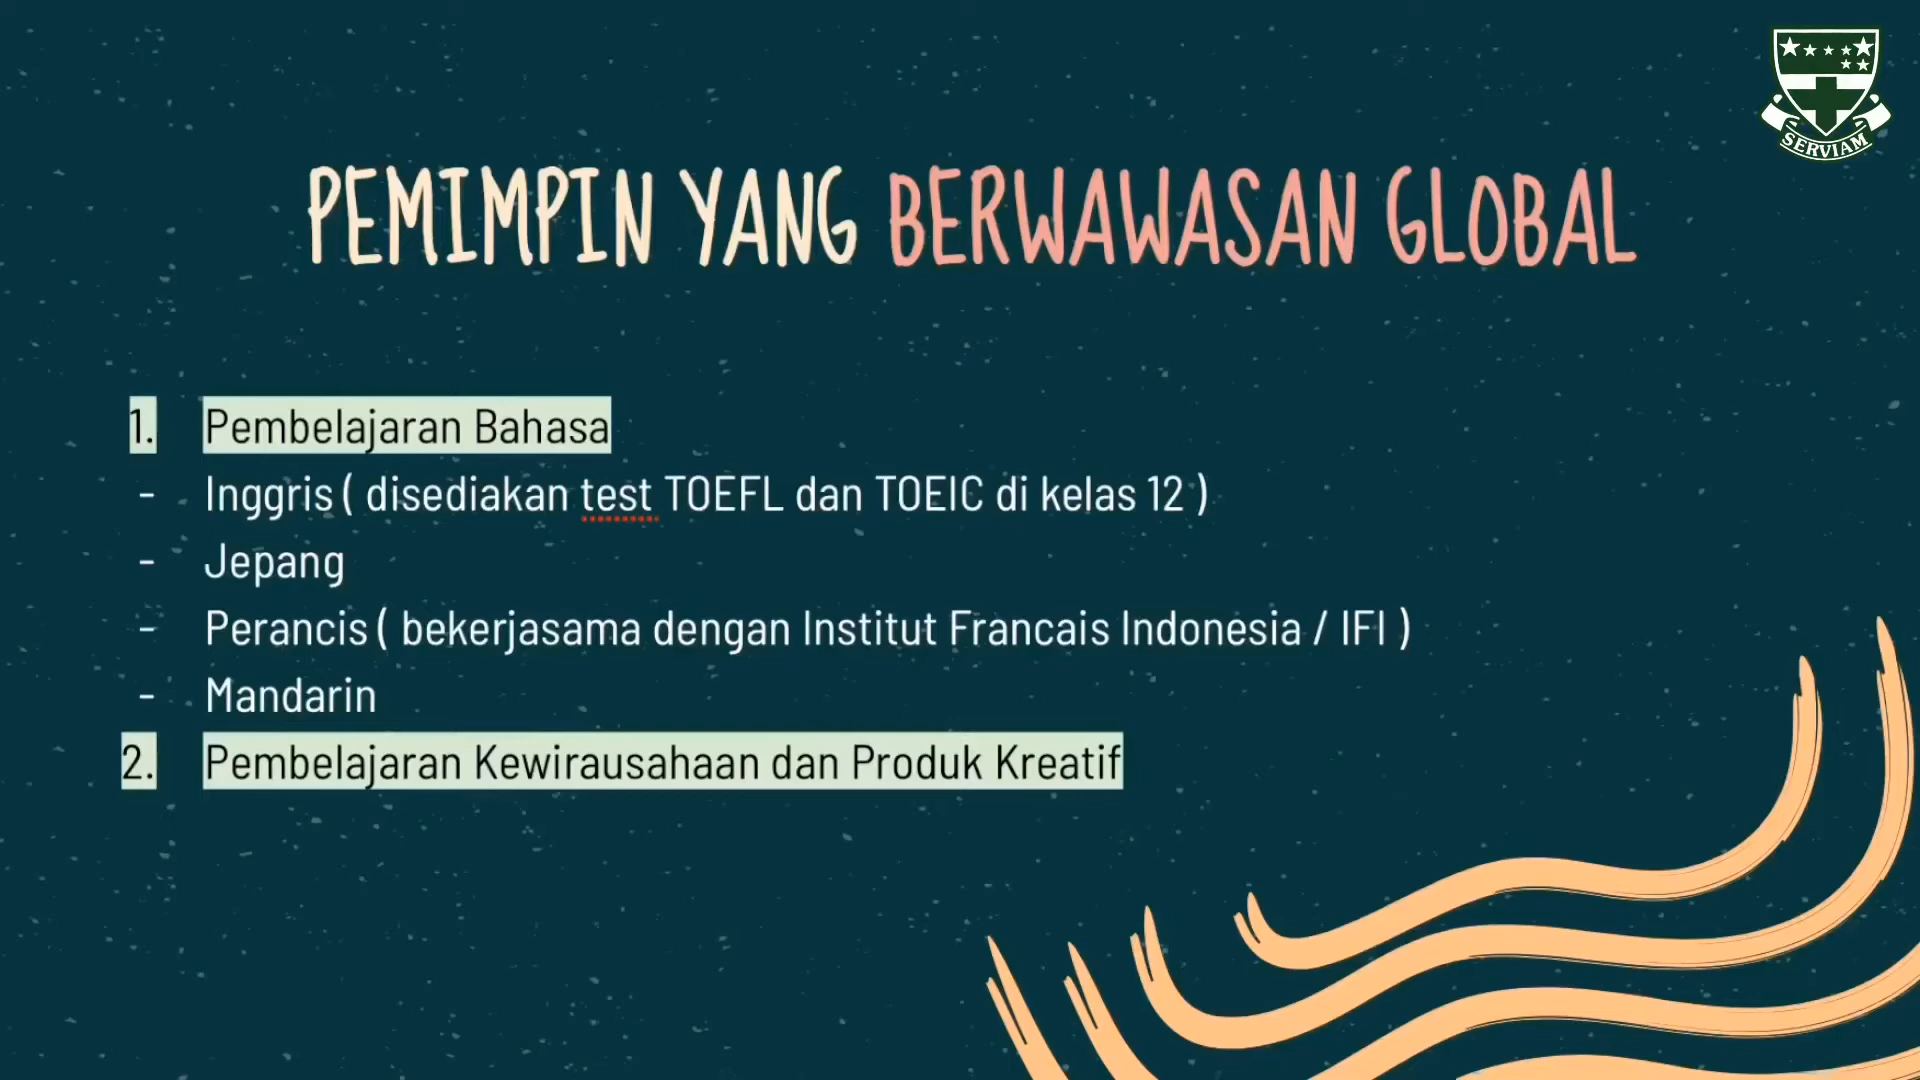 SERVIAM
PEMIMPIN YANG BERWAWASAN GLOBAL
1. Pembelajaran Bahasa
- Inggris ( disediakan test TOEFL dan TOEIC di kelas 12 )
- Jepang
- Perancis ( bekerjasama dengan Institut Francais Indonesia / IFI )
- Mandarin
2. Pembelajaran Kewirausahaan dan Produk Kreatif